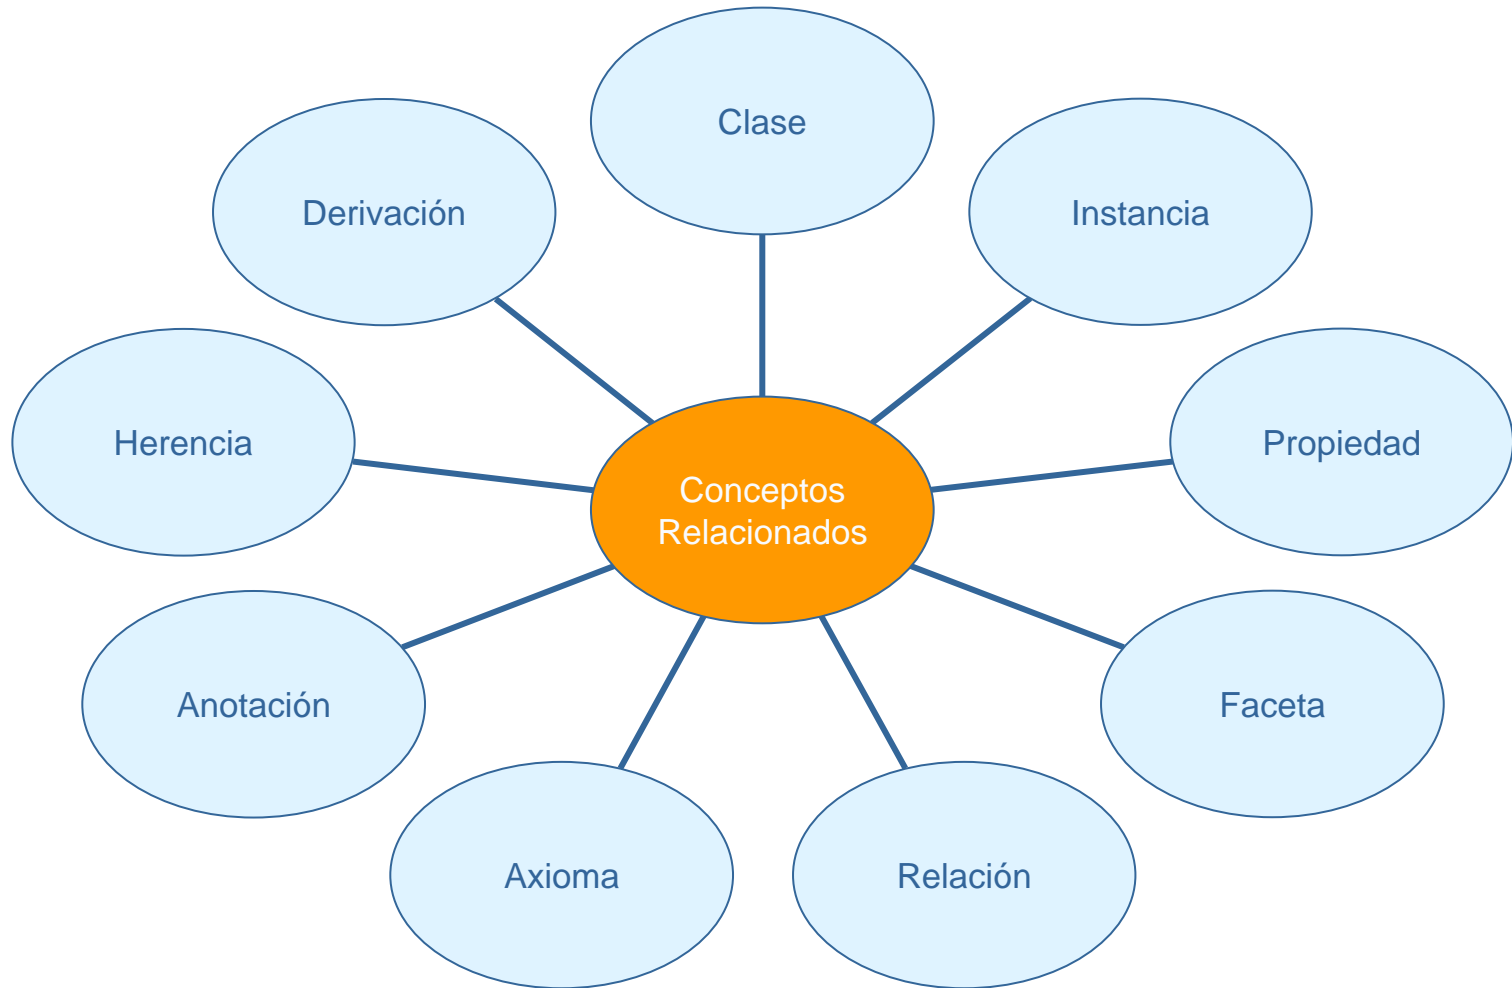 Clase
Derivación
Instancia
Herencia
Propiedad
Conceptos
Relacionados
Anotación
Faceta
Axioma
Relación